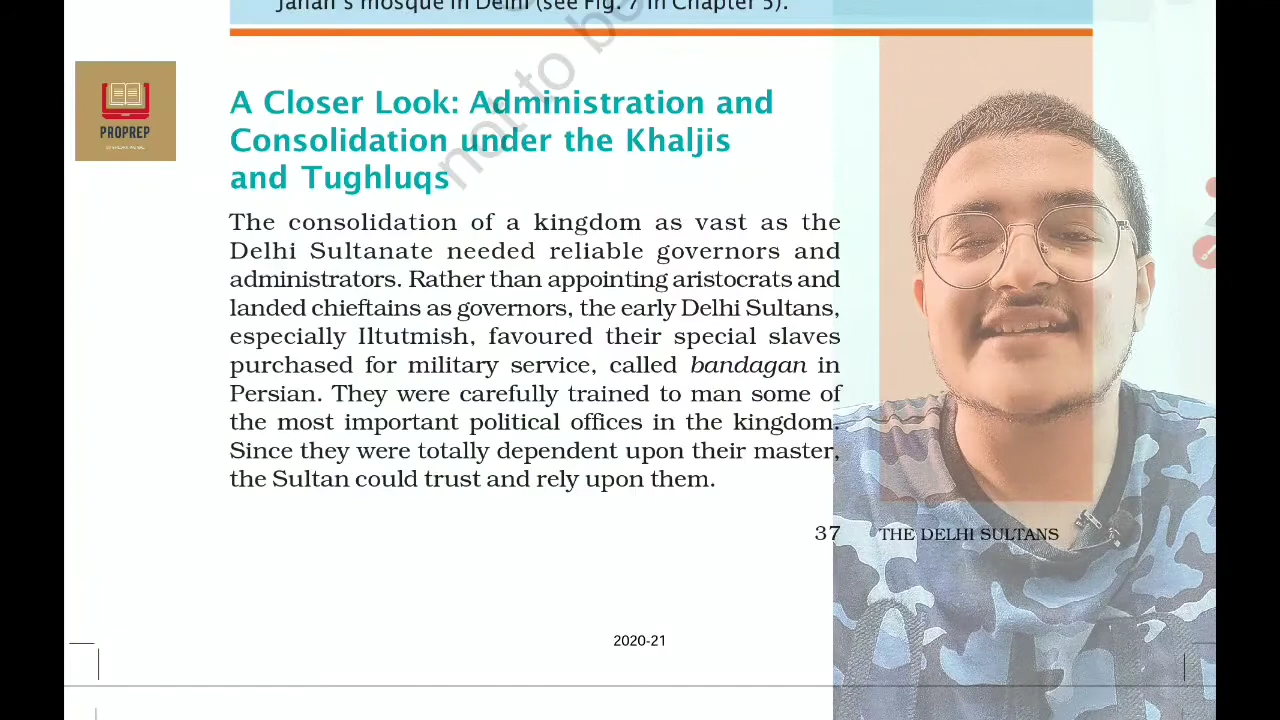 Jahan's mosque in Delhi (see Fig. 7 in Chapter 5).
not to be
PROPREP
A Closer Look: Administration and
Consolidation under the Khaljis
and Tughluqs
The consolidation of a kingdom as vast as the
Delhi Sultanate needed reliable governors and
administrators. Rather than appointing aristocrats and
landed chieftains as governors, the early Delhi Sultans,
especially Iltutmish, favoured their special slaves
purchased for military service, called bandagan in
Persian. They were carefully trained to man some of
the most important political offices in the kingdom.
Since they were totally dependent upon their master,
the Sultan could trust and rely upon them.
37 THE DELHI SULTANS
2020-21